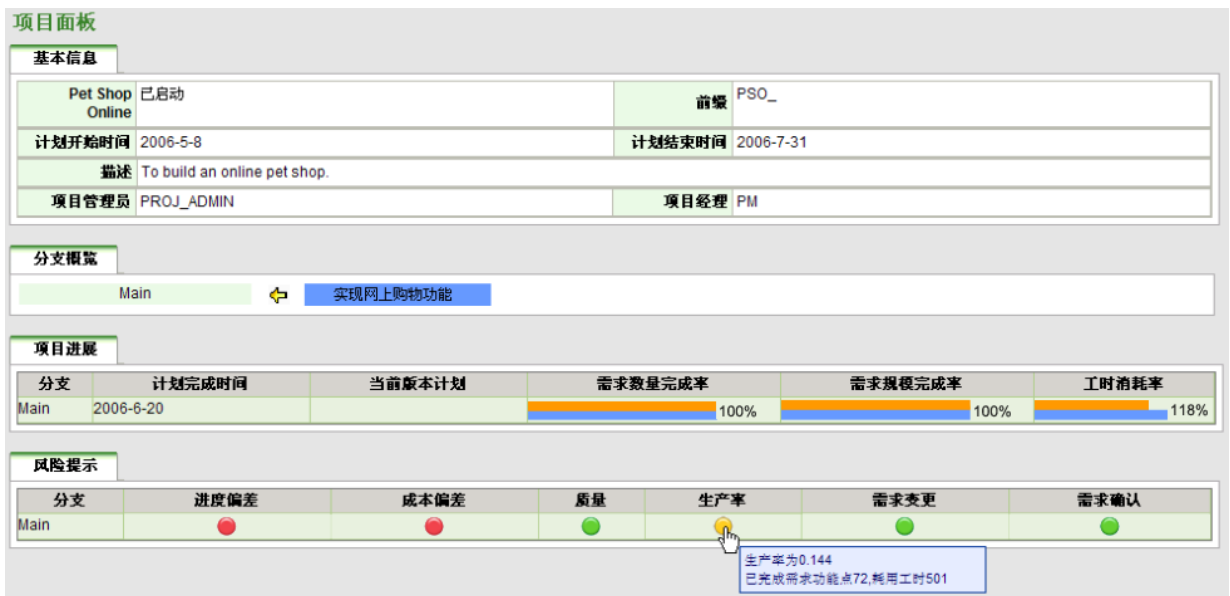 项目面板
基本信息
Pet Shop Online 已启动 前缀 PSO_
计划开始时间 2006-5-8 计划结束时间 2006-7-31
描述 To build an online pet shop.
项目管理员 PROJ_ADMIN 项目经理 PM
分支概览
Main 实现网上购物功能
项目进展
分支 计划完成时间 当前版本计划 需求数量完成率 需求规模完成率 工时消耗率
Main 2006-6-20 100% 100% 118%
风险提示
分支 进度偏差 成本偏差 质量 生产率 需求变更 需求确认
Main
生产率为0.144
已完成需求功能点72,耗用工时501